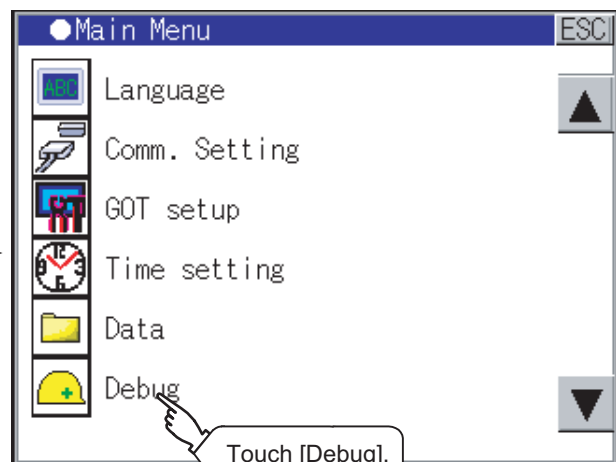 ●Main Menu ESC
ABC Language
Comm. Setting
GOT setup
Time setting
Data
Debug
Touch [Debug].